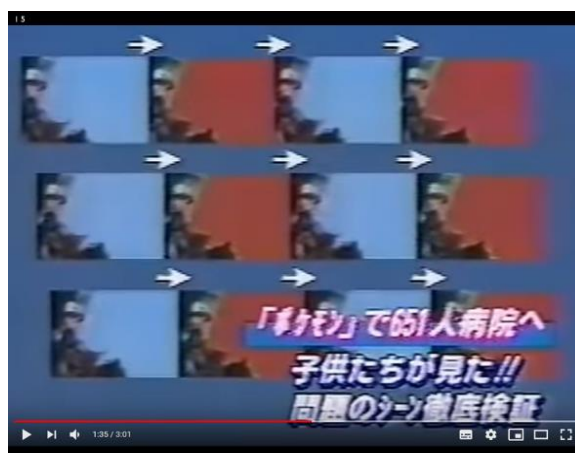 15
「ポケモン」で651人病院へ
子供たちが見た!!
問題のシーン徹底検証
1:35 / 3:01